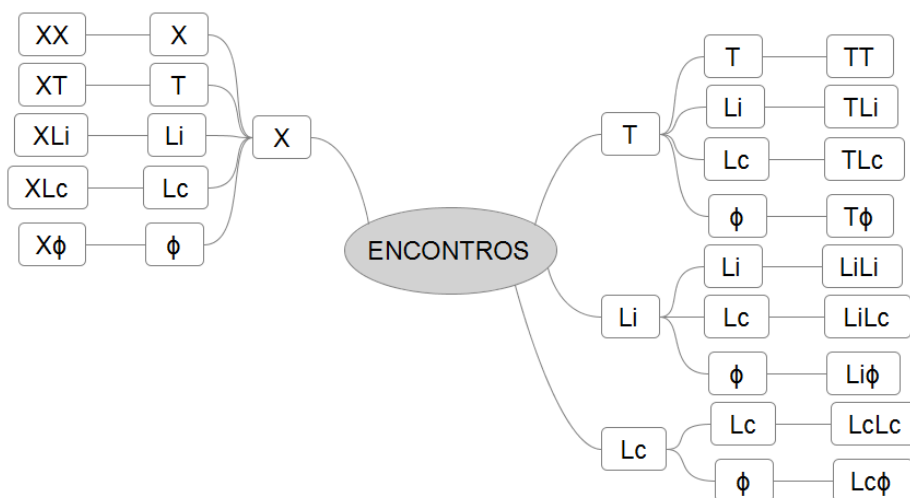 XX X
XT T
XLi Li
XLc Lc
Xϕ ϕ
X
ENCONTROS
T
T TT
Li TLi
Lc TLc
ϕ Tϕ
Li
Li LiLi
Lc LiLc
ϕ Liϕ
Lc
Lc LcLc
ϕ Lcϕ